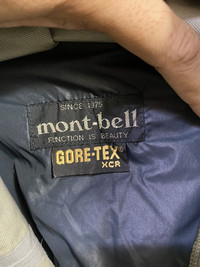 SINCE 1975
mont-bell
FUNCTION IS BEAUTY
GORE-TEX®
XCR